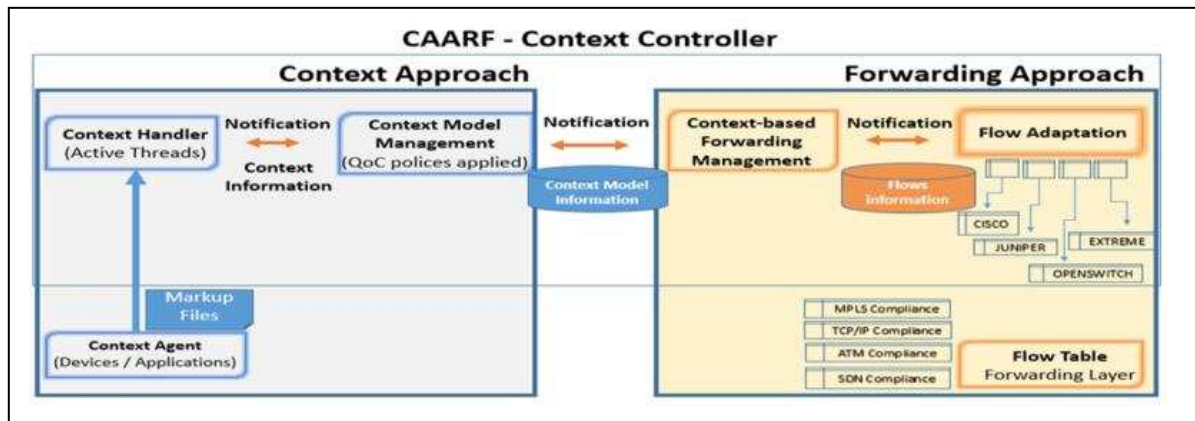 CAARF - Context Controller
Context Approach
Forwarding Approach
Context Handler
(Active Threads)
Notification
Context
Information
Context Model
Management
(QoC polices applied)
Notification
Context Model
Information
Context-based
Forwarding
Management
Notification
Flows
Information
Flow Adaptation
CISCO
JUNIPER
EXTREME
OPENSWITCH
Markup
Files
Context Agent
(Devices / Applications)
MPLS Compliance
TCP/IP Compliance
ATM Compliance
SDN Compliance
Flow Table
Forwarding Layer